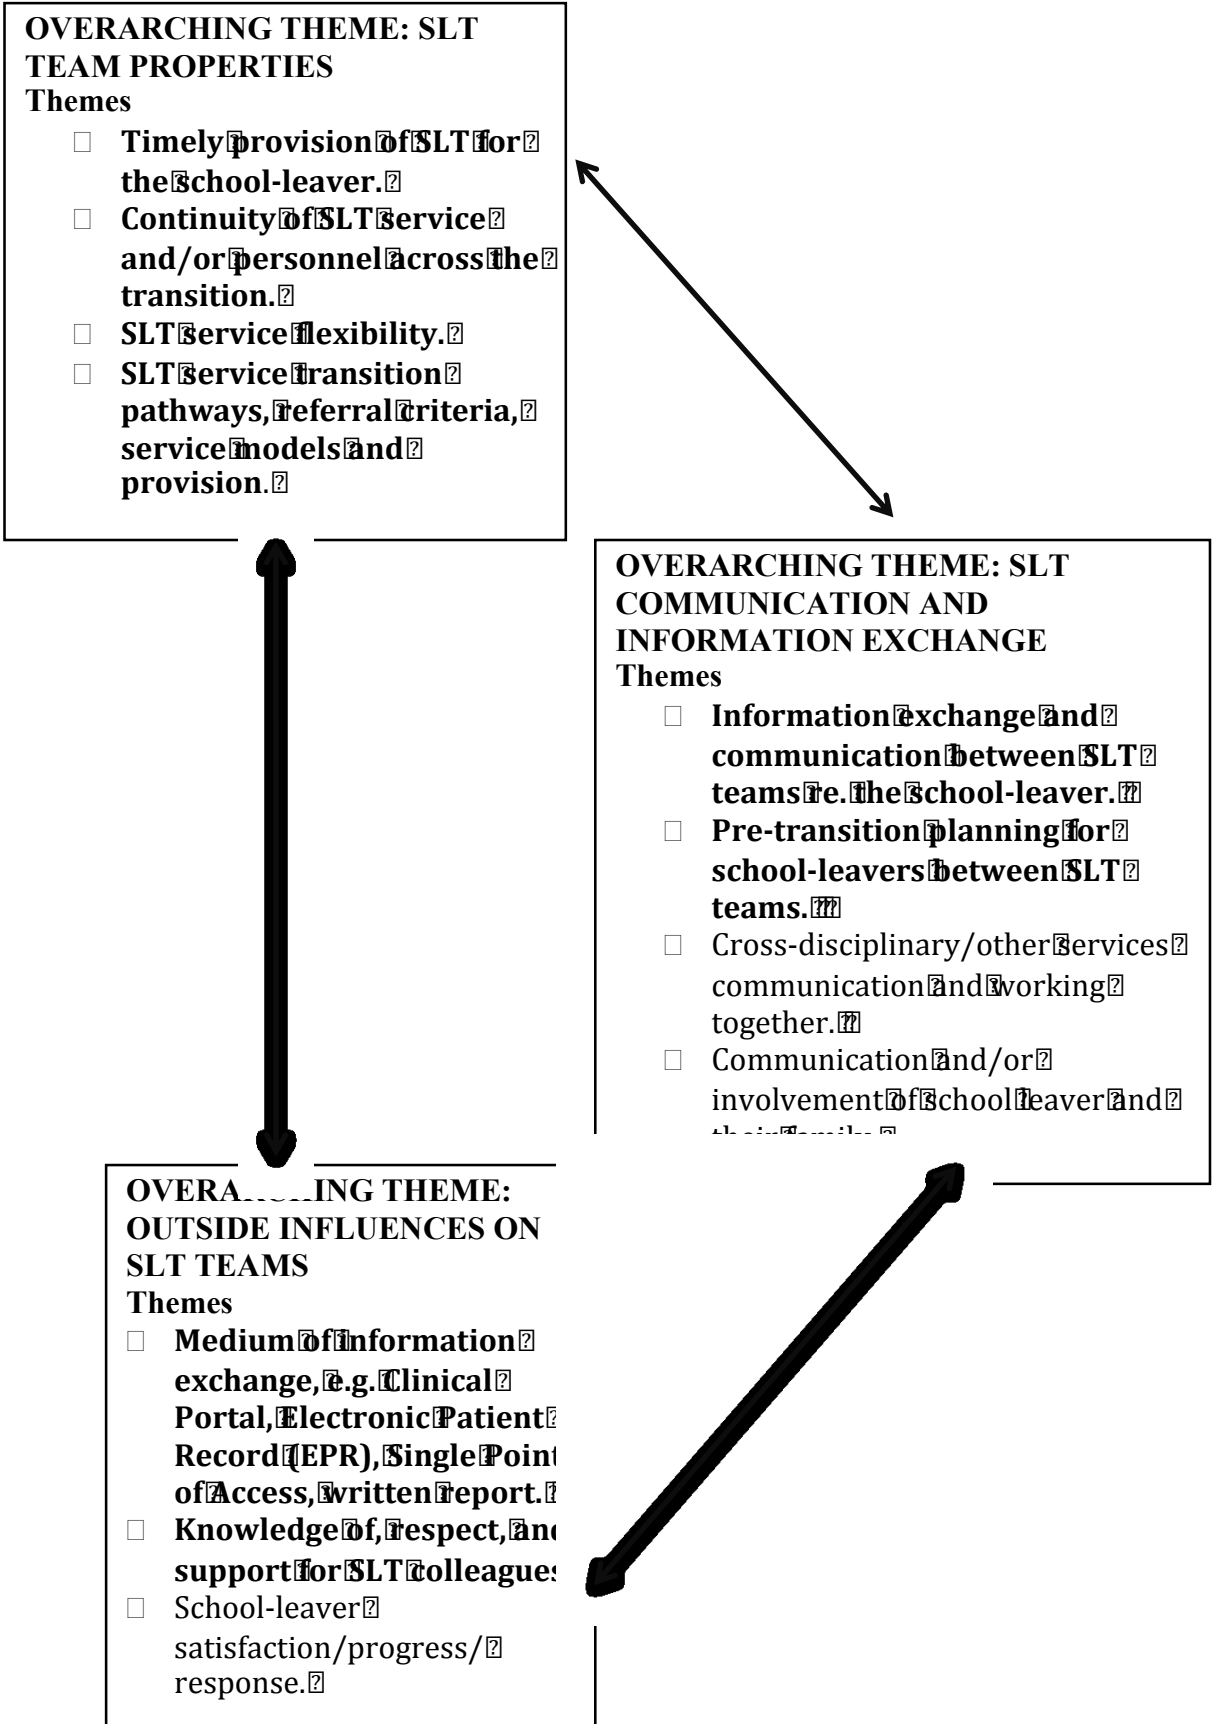 OVERARCHING THEME: SLT
TEAM PROPERTIES
Themes
Timely provision of SLT for
the school-leaver.
Continuity of SLT service
and/or personnel across the
transition.
SLT service flexibility.
SLT service transition
pathways, referral criteria,
service models and
provision.
OVERARCHING THEME: SLT
COMMUNICATION AND
INFORMATION EXCHANGE
Themes
Information exchange and
communication between SLT
teams re. the school-leaver.
Pre-transition planning for
school-leavers between SLT
teams.
Cross-disciplinary/other services
communication and working
together.
Communication and/or
involvement of school leaver and
their family.
OVERARCHING THEME:
OUTSIDE INFLUENCES ON
SLT TEAMS
Themes
Medium of information
exchange, e.g. Clinical
Portal, Electronic Patient
Record (EPR), Single Point
of Access, written report.
Knowledge of, respect, and
support for SLT colleagues
School-leaver
satisfaction/progress/
response.